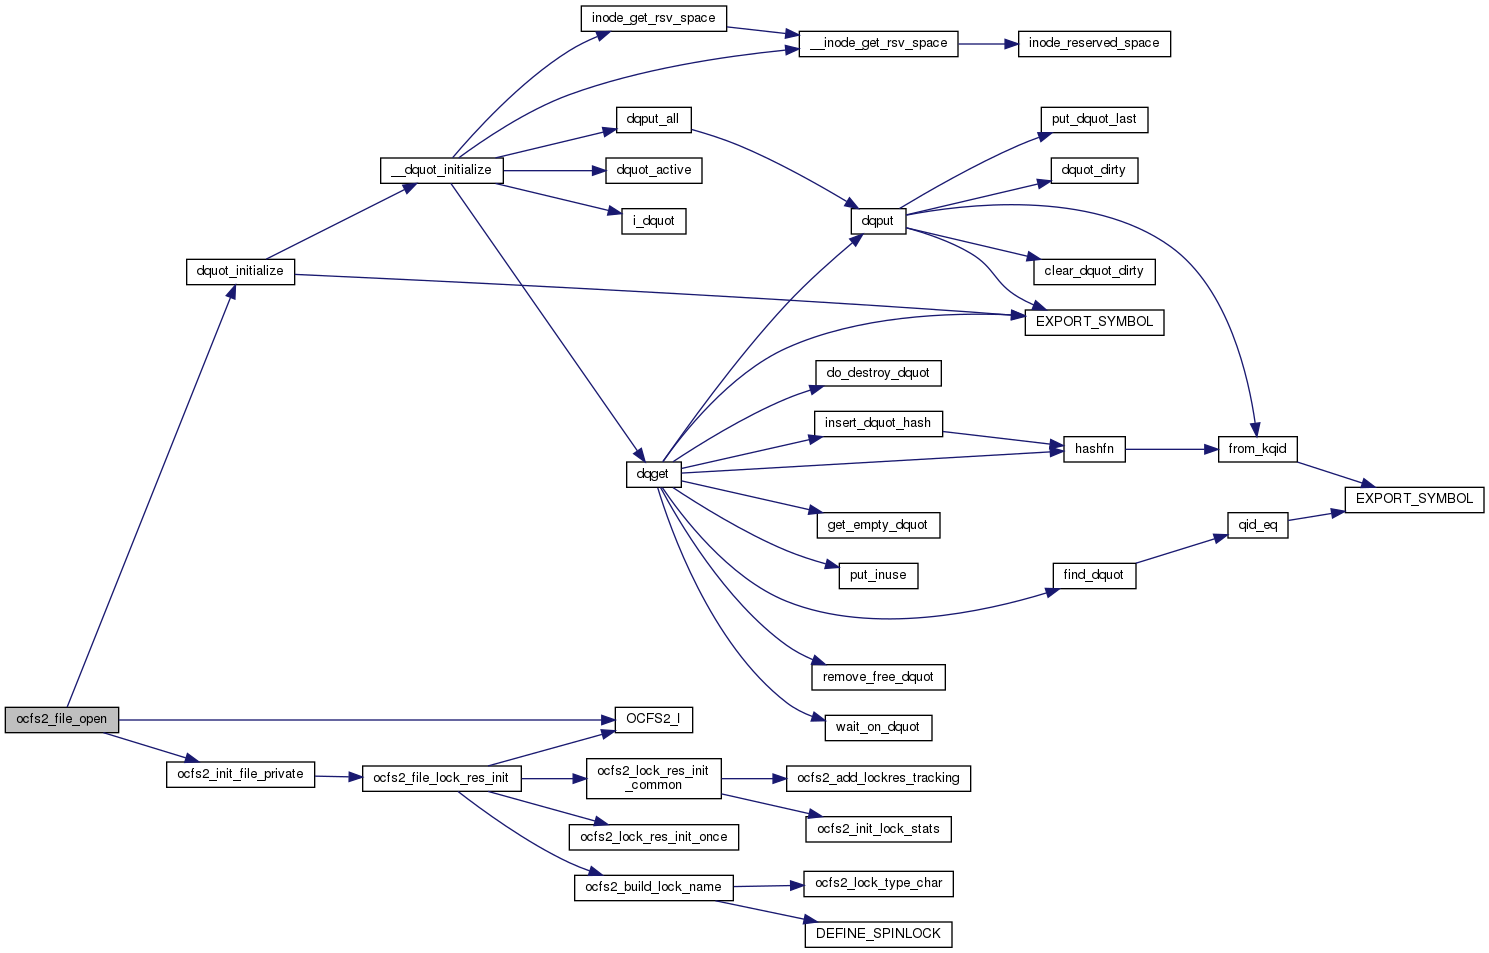 inode_get_rsv_space
__inode_get_rsv_space
inode_reserved_space
dqput_all
put_dquot_last
__dquot_initialize
dquot_active
dquot_dirty
i_dquot
dqput
dquot_initialize
clear_dquot_dirty
EXPORT_SYMBOL
do_destroy_dquot
insert_dquot_hash
hashfn
from_kqid
dqget
EXPORT_SYMBOL
get_empty_dquot
qid_eq
put_inuse
find_dquot
remove_free_dquot
ocfs2_file_open
OCFS2_I
wait_on_dquot
ocfs2_init_file_private
ocfs2_file_lock_res_init
ocfs2_lock_res_init
_common
ocfs2_add_lockres_tracking
ocfs2_init_lock_stats
ocfs2_lock_res_init_once
ocfs2_build_lock_name
ocfs2_lock_type_char
DEFINE_SPINLOCK